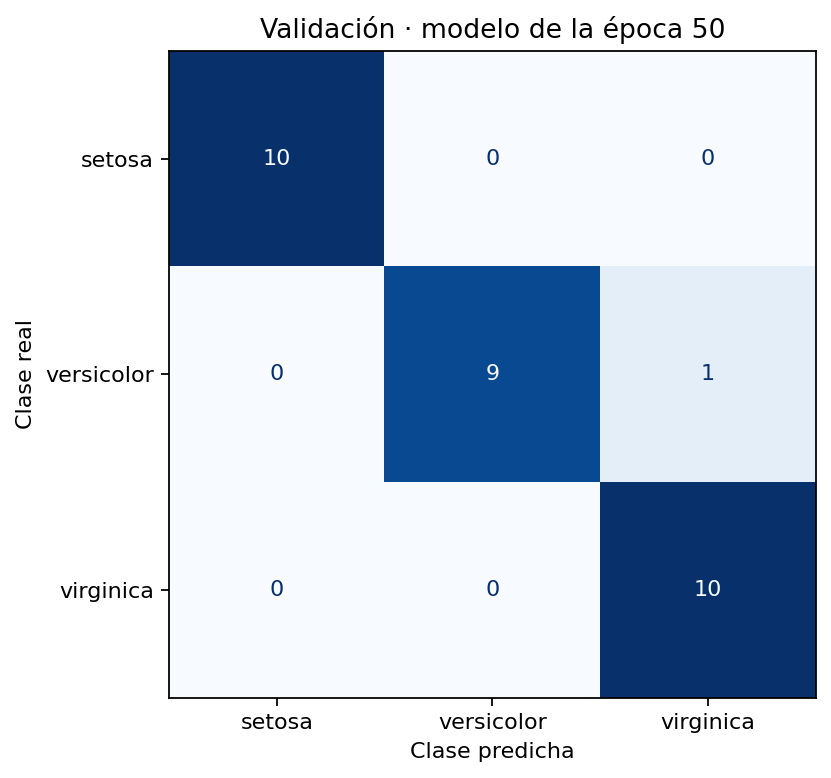 Validación · modelo de la época 50
setosa
10
0
0
Clase real
versicolor
0
9
1
virginica
0
0
10
setosa
versicolor
virginica
Clase predicha